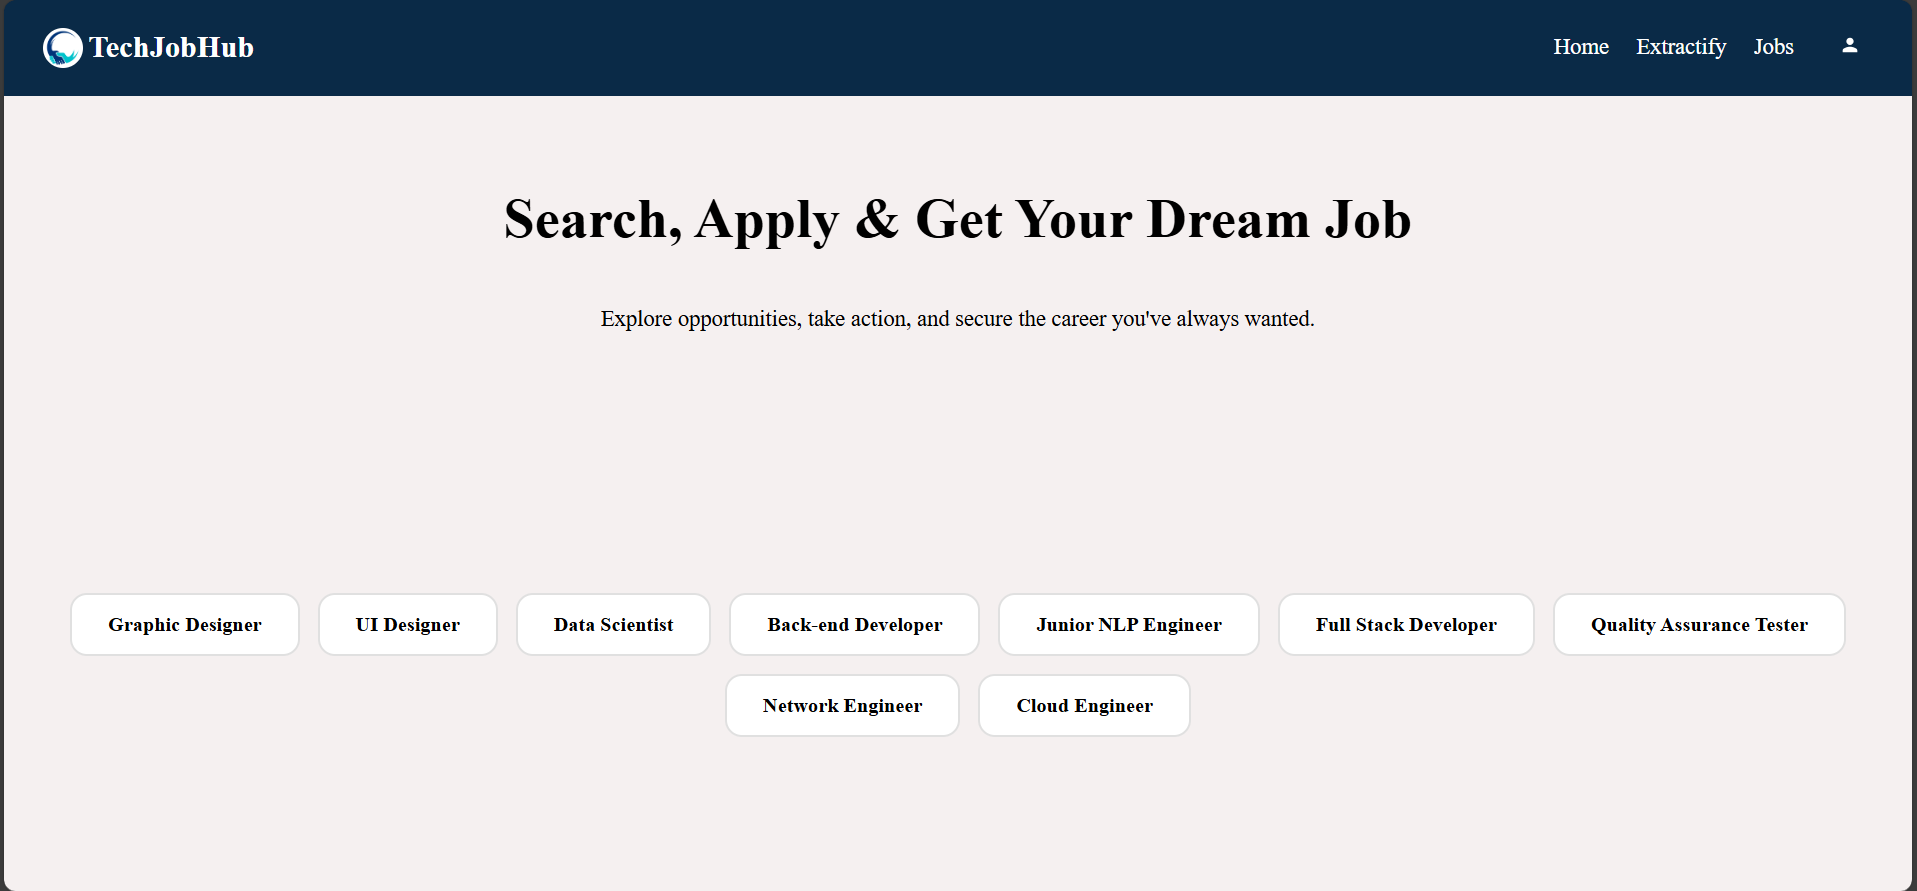 TechJobHub Home Extractify Jobs
Search, Apply & Get Your Dream Job
Explore opportunities, take action, and secure the career you've always wanted.
Graphic Designer UI Designer Data Scientist Back-end Developer Junior NLP Engineer Full Stack Developer Quality Assurance Tester
Network Engineer Cloud Engineer